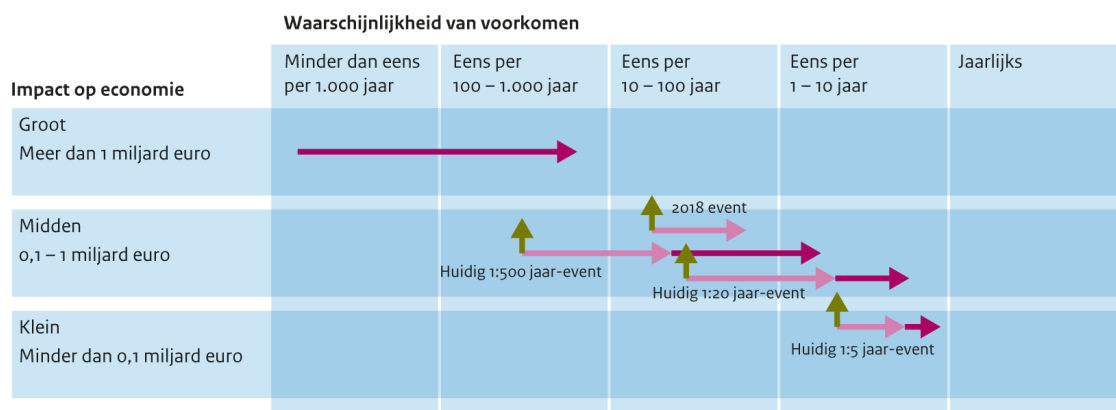 Waarschijnlijkheid van voorkomen
Impact op economie
Minder dan eens
per 1.000 jaar
Eens per
100 – 1.000 jaar
Eens per
10 – 100 jaar
Eens per
1 – 10 jaar
Jaarlijks
Groot
Meer dan 1 miljard euro
Midden
0,1 – 1 miljard euro
2018 event
Huidig 1:500 jaar-event
Huidig 1:20 jaar-event
Klein
Minder dan 0,1 miljard euro
Huidig 1:5 jaar-event